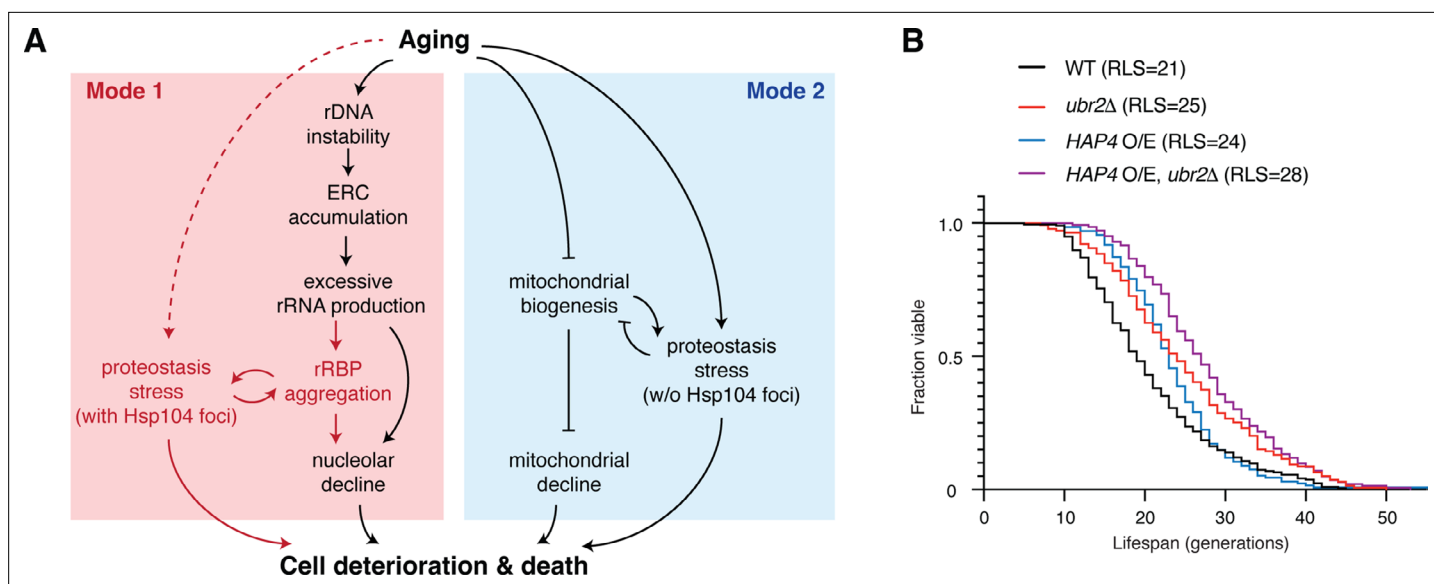 A
Aging
Mode 1
rDNA
instability
ERC
accumulation
excessive
rRNA production
proteostasis
stress
(with Hsp104 foci)
rRBP
aggregation
nucleolar
decline
Mode 2
mitochondrial
biogenesis
proteostasis
stress
(w/o Hsp104 foci)
mitochondrial
decline
Cell deterioration & death
B
WT (RLS=21)
ubr2Δ (RLS=25)
HAP4 O/E (RLS=24)
HAP4 O/E, ubr2Δ (RLS=28)
Fraction viable
1.0
0.5
0
0 10 20 30 40 50
Lifespan (generations)